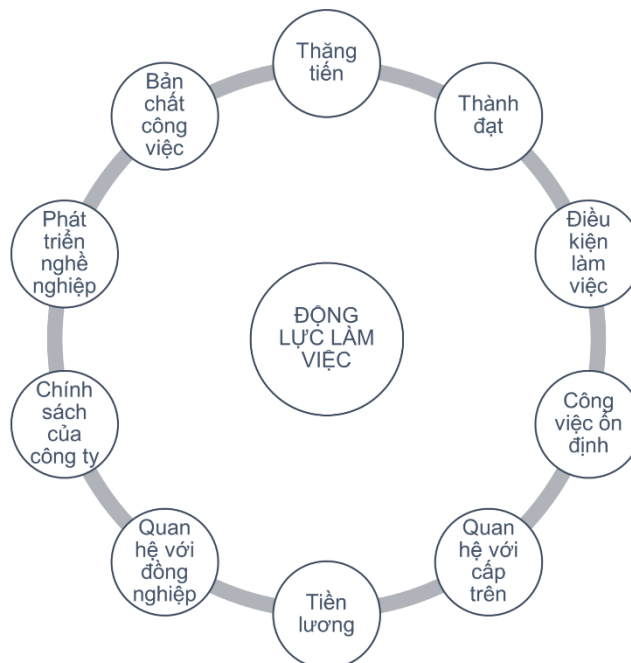 Thăng
tiến
Thành
đạt
Điều
kiện
làm
việc
Công
việc ổn
định
Quan
hệ với
cấp
trên
Tiền
lương
Quan
hệ với
đồng
nghiệp
Chính
sách
của
công ty
Phát
triển
nghề
nghiệp
Bản
chất
công
việc
ĐỘNG
LỰC LÀM
VIỆC